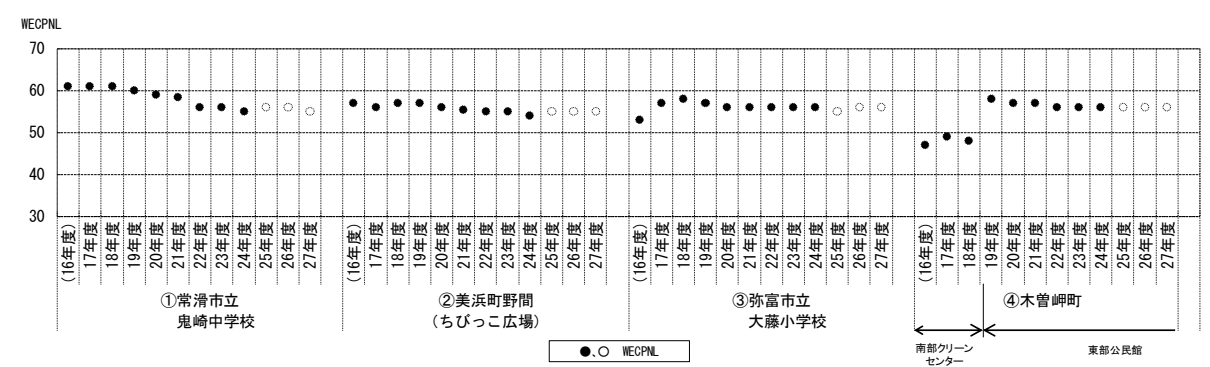 WECPNL
70
60
50
40
30
(16年度)
17年度
18年度
19年度
20年度
21年度
22年度
23年度
24年度
25年度
26年度
27年度
(16年度)
17年度
18年度
19年度
20年度
21年度
22年度
23年度
24年度
25年度
26年度
27年度
(16年度)
17年度
18年度
19年度
20年度
21年度
22年度
23年度
24年度
25年度
26年度
27年度
(16年度)
17年度
18年度
19年度
20年度
21年度
22年度
23年度
24年度
25年度
26年度
27年度
①常滑市立
鬼崎中学校
②美浜町野間
(ちびっこ広場)
③弥富市立
大藤小学校
④木曽岬町
南部クリーン
センター
東部公民館
●、○ WECPNL